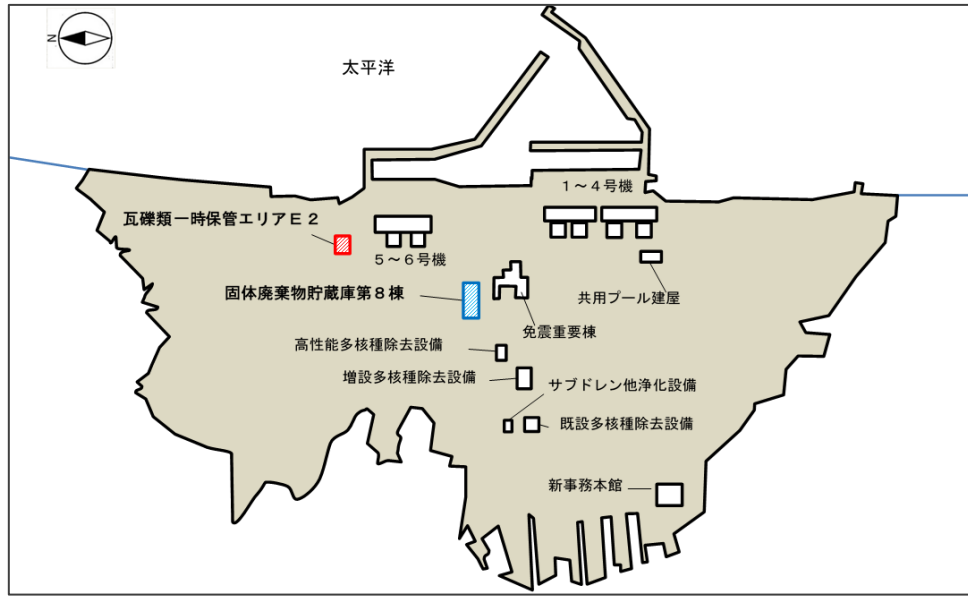 N
太平洋
1~4号機
瓦礫類一時保管エリアE2
5~6号機
固体廃棄物貯蔵庫第8棟
共用プール建屋
免震重要棟
高性能多核種除去設備
増設多核種除去設備
サブドレン他浄化設備
既設多核種除去設備
新事務本館